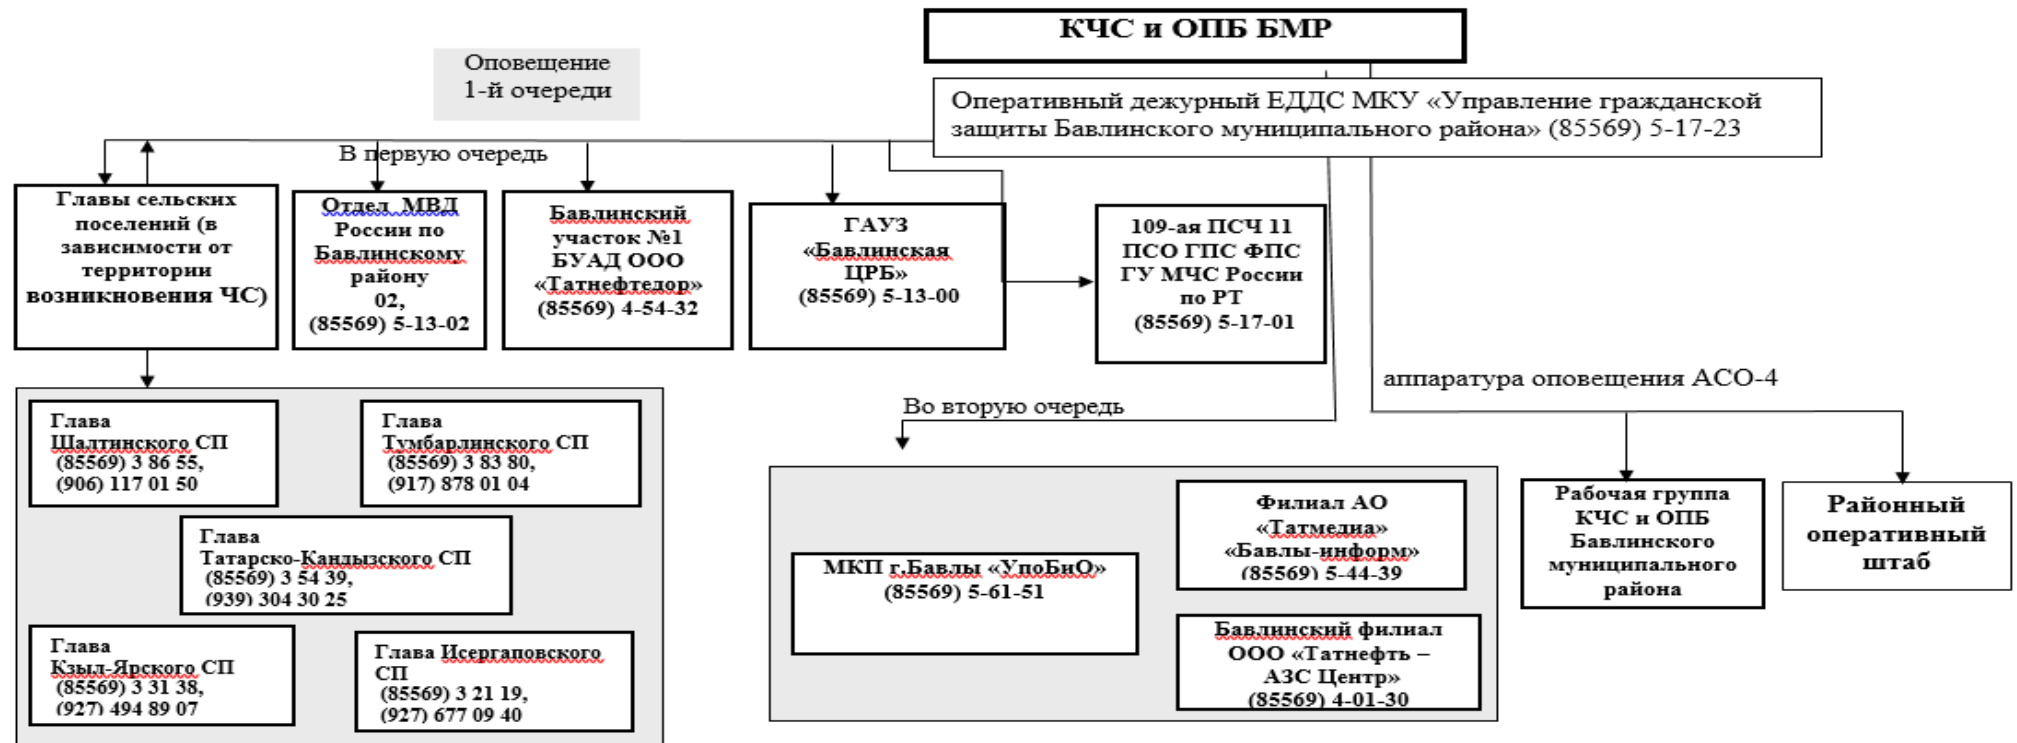 КЧС и ОПБ БМР
Оповещение
1-й очереди
Оперативный дежурный ЕДДС МКУ «Управление гражданской
защиты Бавлинского муниципального района» (85569) 5-17-23
В первую очередь
Главы сельских
поселений (в
зависимости от
территории
возникновения ЧС)
Отдел МВД
России по
Бавлинскому
району
02,
(85569) 5-13-02
Бавлинский
участок №1
БУАД ООО
«Татнефтедор»
(85569) 4-54-32
ГАУЗ
«Бавлинская
ЦРБ»
(85569) 5-13-00
109-ая ПСЧ 11
ПСО ГПС ФПС
ГУ МЧС России
по РТ
(85569) 5-17-01
аппаратура оповещения АСО-4
Во вторую очередь
Глава
Шалтинского СП
(85569) 3 86 55,
(906) 117 01 50
Глава
Тумбарлинского СП
(85569) 3 83 80,
(917) 878 01 04
Глава
Татарско-Кандызского СП
(85569) 3 54 39,
(939) 304 30 25
Глава
Кзыл-Ярского СП
(85569) 3 31 38,
(927) 494 89 07
Глава Исергаповского
СП
(85569) 3 21 19,
(927) 677 09 40
МКП г.Бавлы «УпоБиО»
(85569) 5-61-51
Филиал АО
«Татмедиа»
«Бавлы-информ»
(85569) 5-44-39
Бавлинский филиал
ООО «Татнефть –
АЗС Центр»
(85569) 4-01-30
Рабочая группа
КЧС и ОПБ
Бавлинского
муниципального
района
Районный
оперативный
штаб